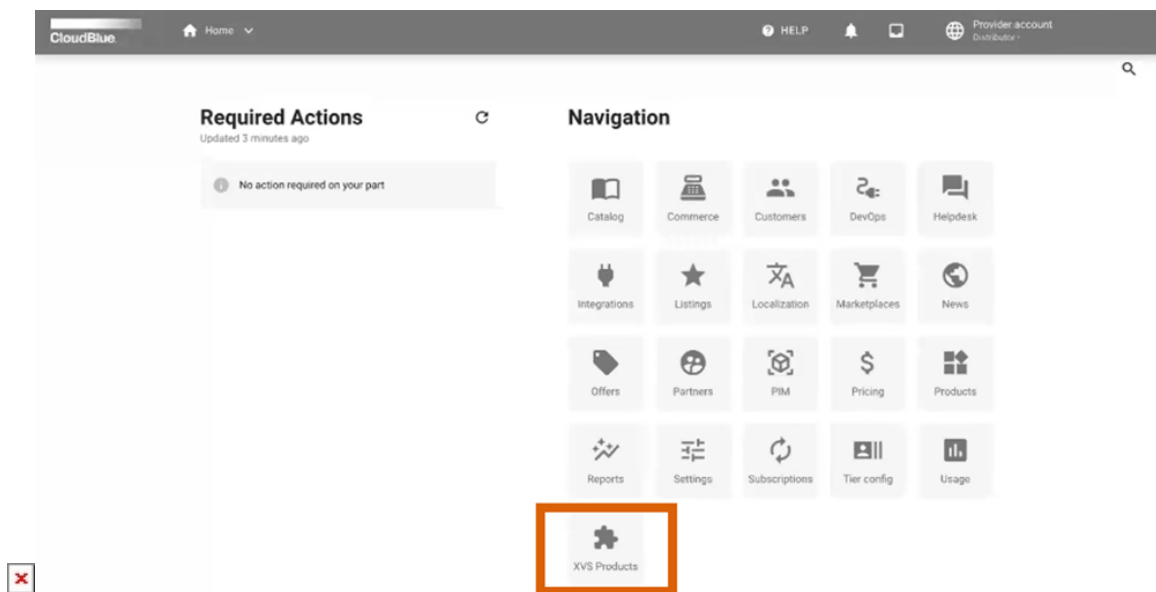 CloudBlue.
Home
HELP
Provider account
Distributor
Required Actions
Updated 3 minutes ago
No action required on your part
Navigation
Catalog
Commerce
Customers
DevOps
Helpdesk
Integrations
Listings
Localization
Marketplaces
News
Offers
Partners
PIM
Pricing
Products
Reports
Settings
Subscriptions
Tier config
Usage
XVS Products